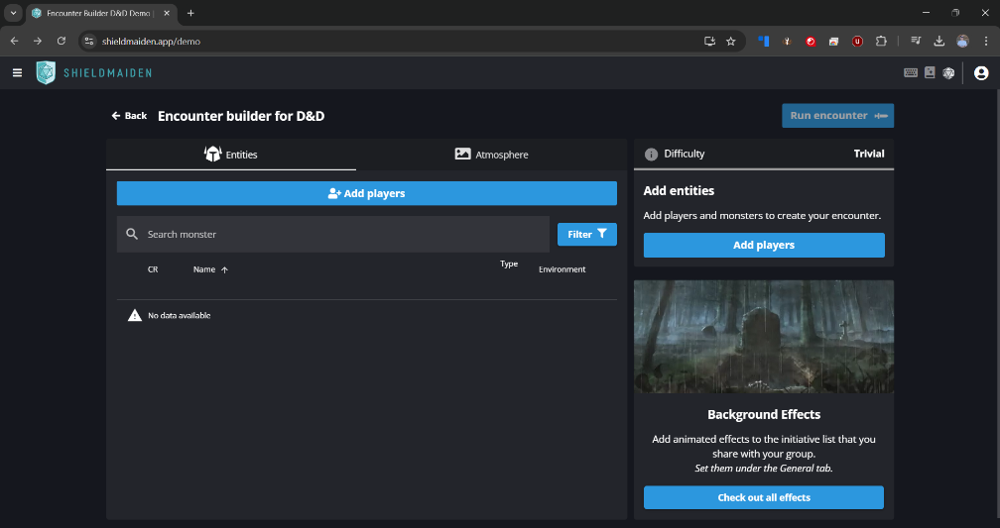 Encounter Builder D&D Demo |
shieldmaiden.app/demo
SHIELDMAIDEN
Back
Encounter builder for D&D
Run encounter
Entities
Atmosphere
Difficulty
Trivial
Add players
Add entities
Add players and monsters to create your encounter.
Add players
Search monster
Filter
CR
Name
Type
Environment
No data available
Background Effects
Add animated effects to the initiative list that you
share with your group.
Set them under the General tab.
Check out all effects